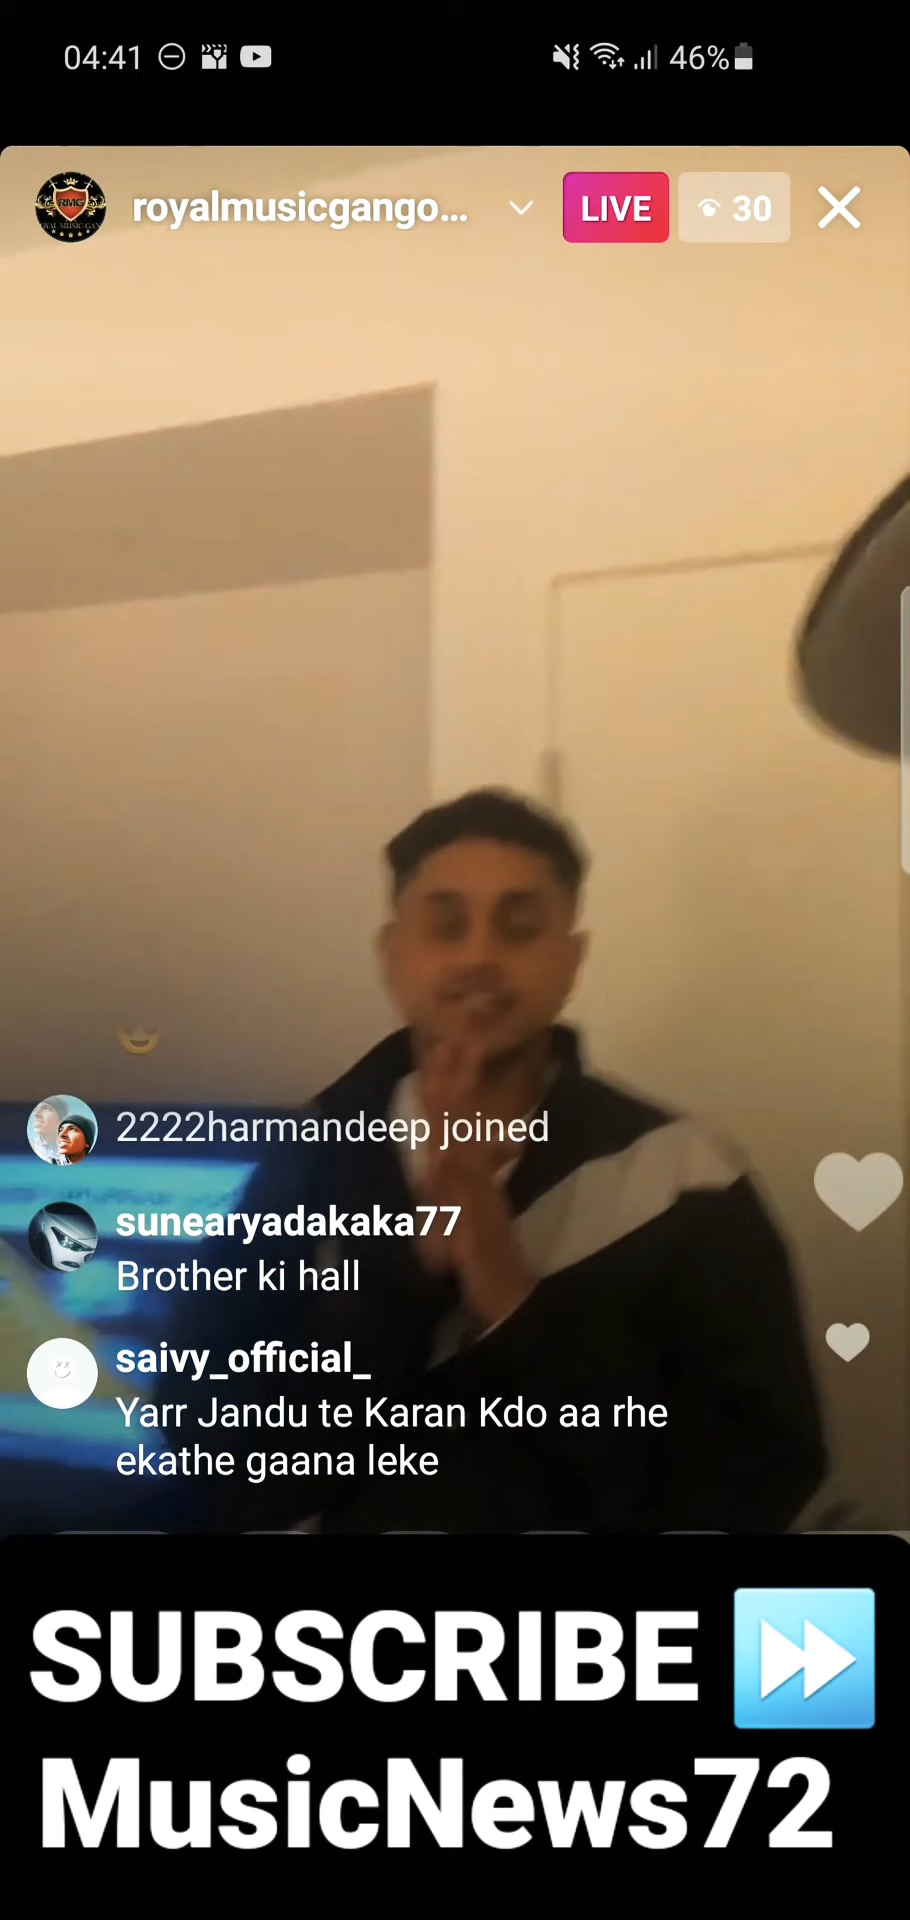 04:41
46%
RMG
royalmusicgango...
LIVE
30
2222harmandeep joined
sunearyadakaka77
Brother ki hall
saivy_official_
Yarr Jandu te Karan Kdo aa rhe
ekathe gaana leke
SUBSCRIBE ⏩
MusicNews72